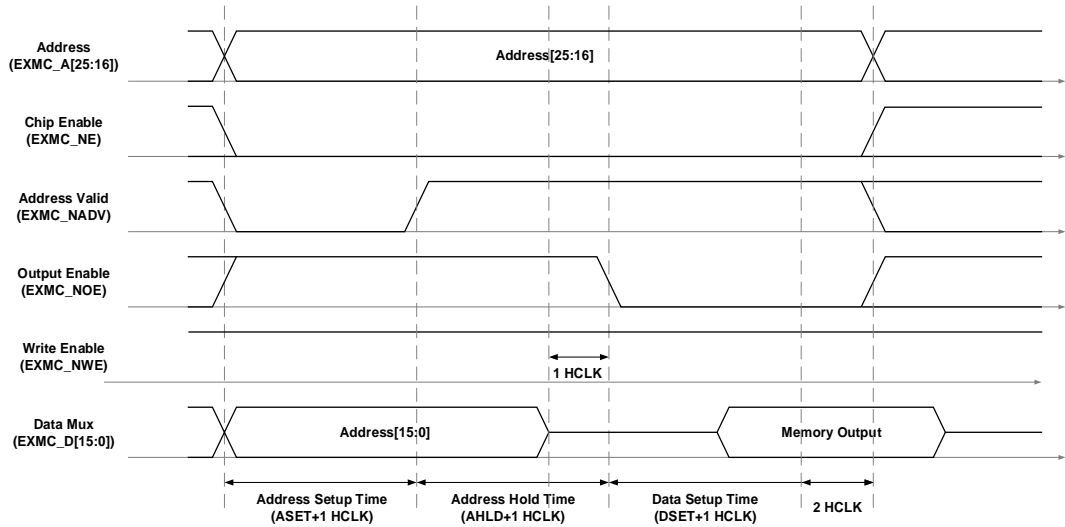 Address
(EXMC_A[25:16])
Address[25:16]
Chip Enable
(EXMC_NE)
Address Valid
(EXMC_NADV)
Output Enable
(EXMC_NOE)
Write Enable
(EXMC_NWE)
1 HCLK
Data Mux
(EXMC_D[15:0])
Address[15:0]
Memory Output
Address Setup Time
(ASET+1 HCLK)
Address Hold Time
(AHLD+1 HCLK)
Data Setup Time
(DSET+1 HCLK)
2 HCLK